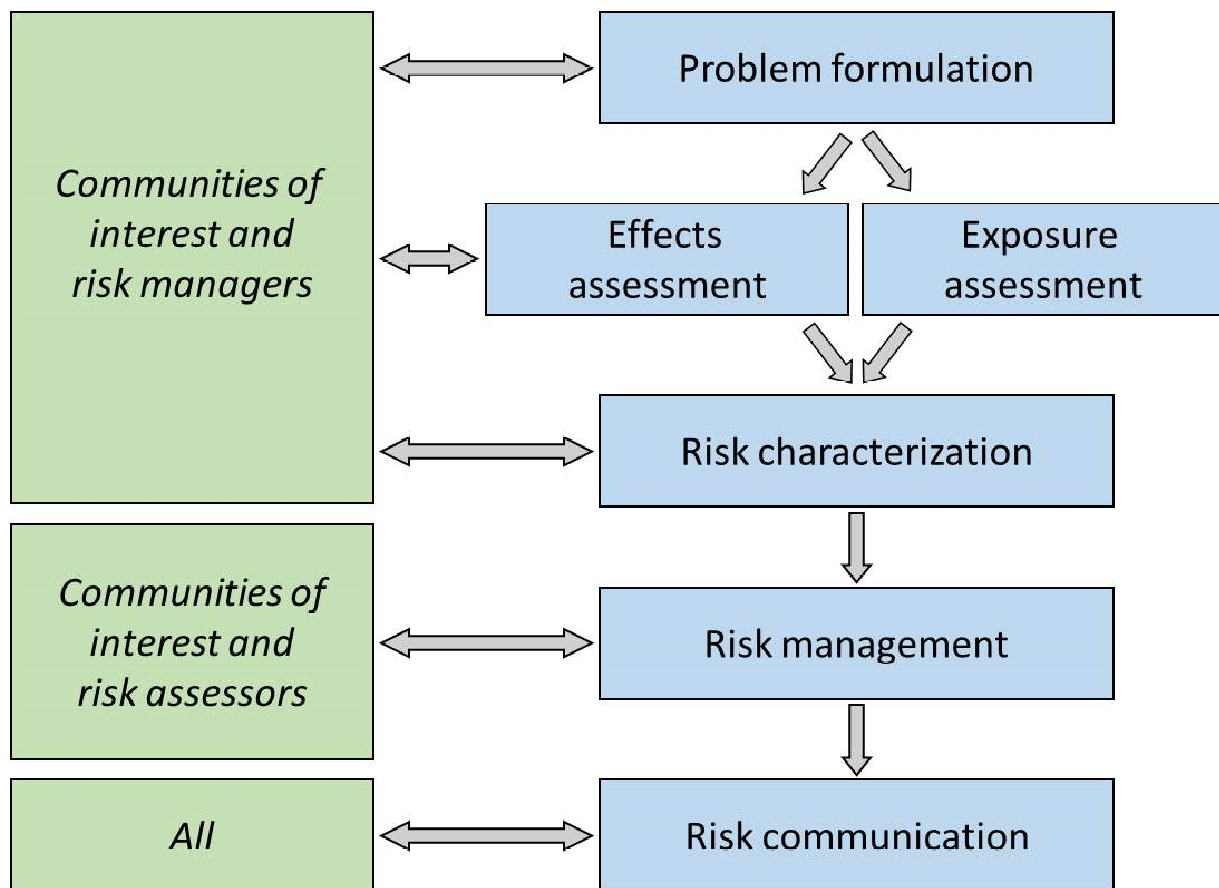 Problem formulation
Communities of
interest and
risk managers
Effects
assessment
Exposure
assessment
Risk characterization
Communities of
interest and
risk assessors
Risk management
All
Risk communication